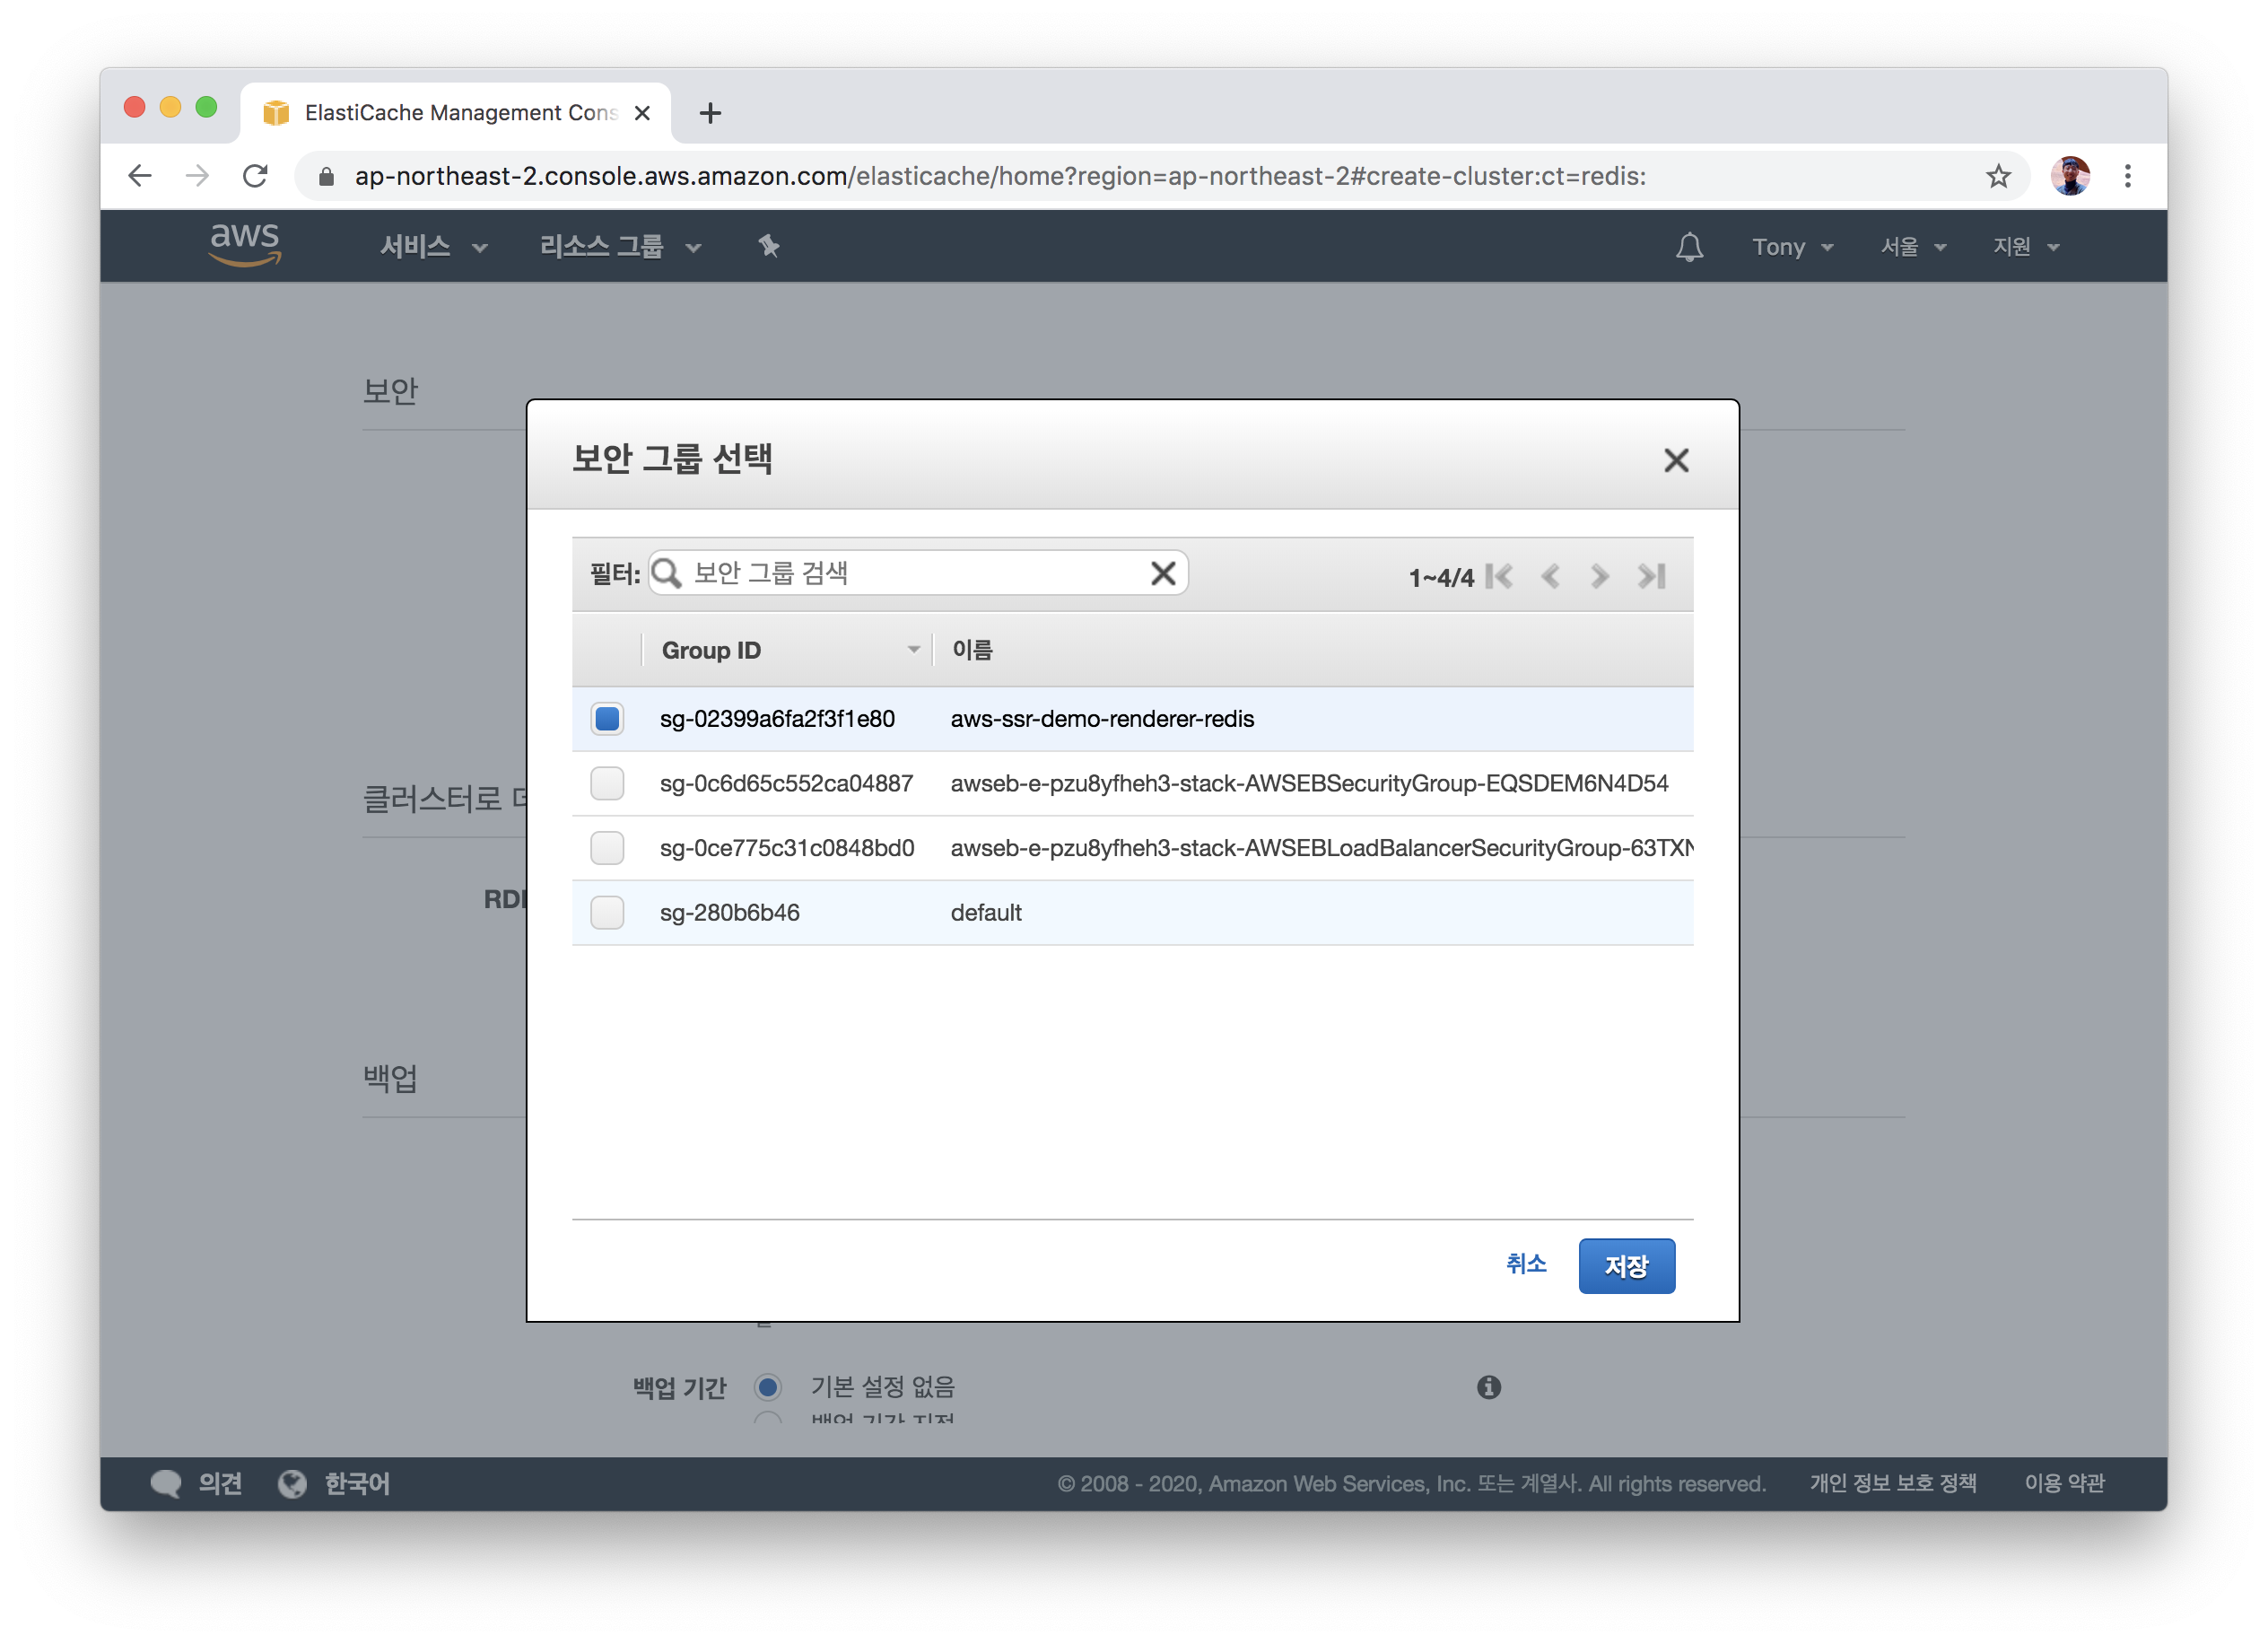 ElastiCache Management Cons
ap-northeast-2.console.aws.amazon.com/elasticache/home?region=ap-northeast-2#create-cluster:ct=redis:
aws 서비스 리소스 그룹 Tony 서울 지원
보안
보안 그룹 선택
필터: 보안 그룹 검색 1~4/4
Group ID 이름
sg-02399a6fa2f3f1e80 aws-ssr-demo-renderer-redis
sg-0c6d65c552ca04887 awseb-e-pzu8yfheh3-stack-AWSEBSecurityGroup-EQSDEM6N4D54
sg-0ce775c31c0848bd0 awseb-e-pzu8yfheh3-stack-AWSEBLoadBalancerSecurityGroup-63TXN
sg-280b6b46 default
클러스터로
RD
백업
취소 저장
백업 기간 기본 설정 없음
백업 기간 지정
의견 한국어 © 2008 - 2020, Amazon Web Services, Inc. 또는 계열사. All rights reserved. 개인 정보 보호 정책 이용 약관